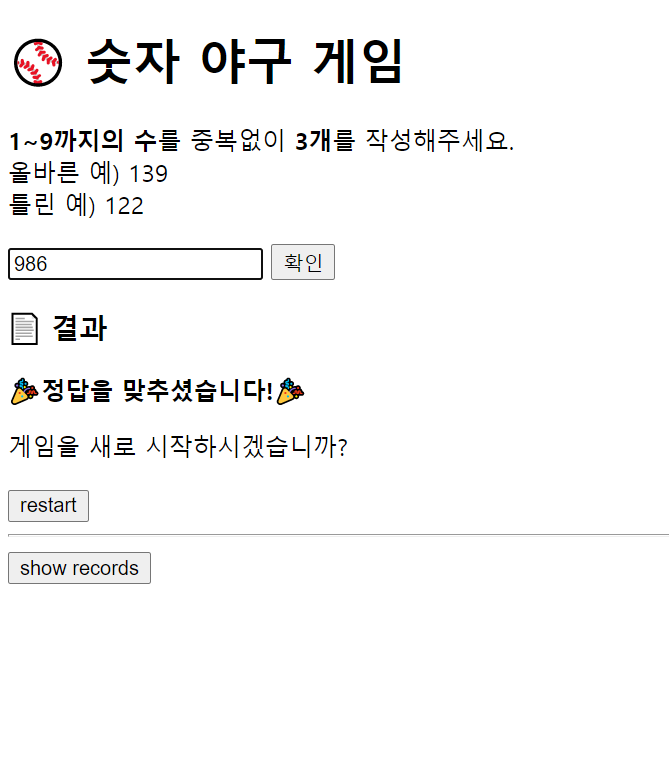 ⚾ 숫자 야구 게임
1~9까지의 수를 중복없이 3개를 작성해주세요.
올바른 예) 139
틀린 예) 122
986 확인
📄 결과
🎉정답을 맞추셨습니다!🎉
게임을 새로 시작하시겠습니까?
restart
show records